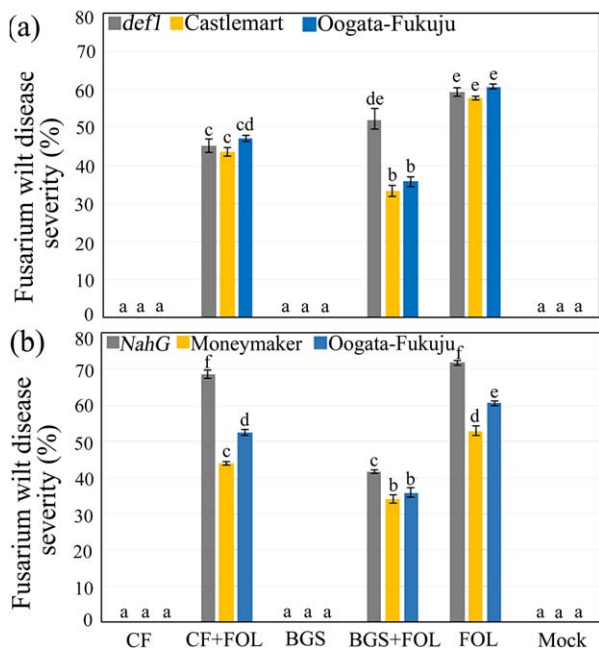 (a)
def1 Castlemart Oogata-Fukuju
Fusarium wilt disease
severity (%)
80
70
60
50
40
30
20
10
0
a a a
c c cd
a a a
de b b
e e e
a a a
(b)
NahG Moneymaker Oogata-Fukuju
Fusarium wilt disease
severity (%)
80
70
60
50
40
30
20
10
0
a a a
f c d
a a a
c b b
f d e
a a a
CF CF+FOL BGS BGS+FOL FOL Mock